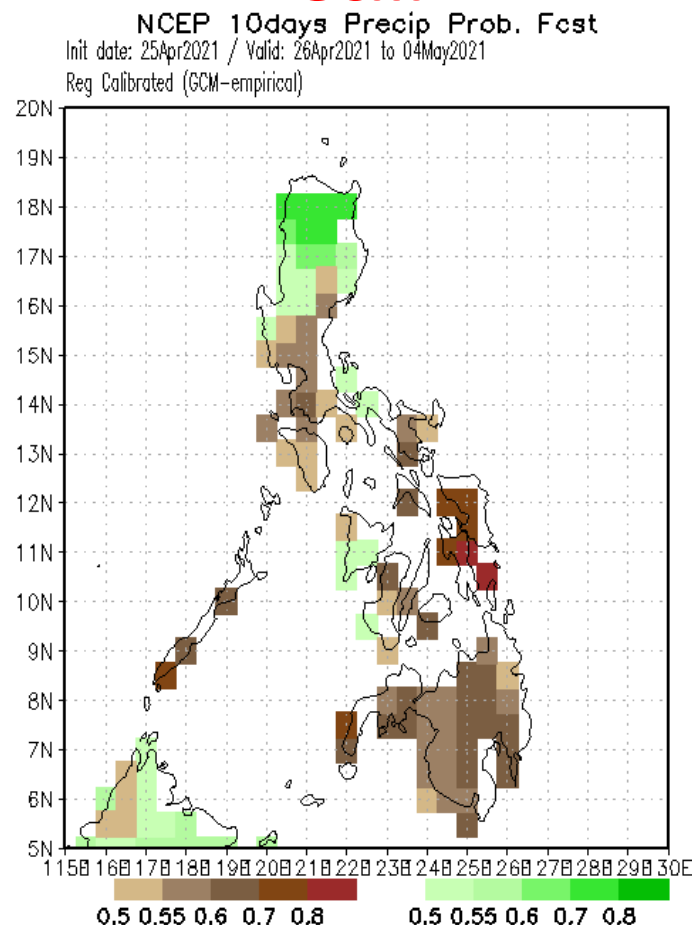 NCEP 10days Precip Prob. Fcst
Init date: 25Apr2021 / Valid: 26Apr2021 to 04May2021
Reg Calibrated (GCM-empirical)
20N
19N
18N
17N
16N
15N
14N
13N
12N
11N
10N
9N
8N
7N
6N
5N
115E 116E 117E 118E 119E 120E 121E 122E 123E 124E 125E 126E 127E 128E 129E 130E
0.5 0.55 0.6 0.7 0.8 0.5 0.55 0.6 0.7 0.8